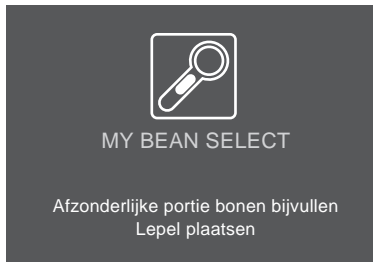 MY BEAN SELECT
Afzonderlijke portie bonen bijvullen
Lepel plaatsen